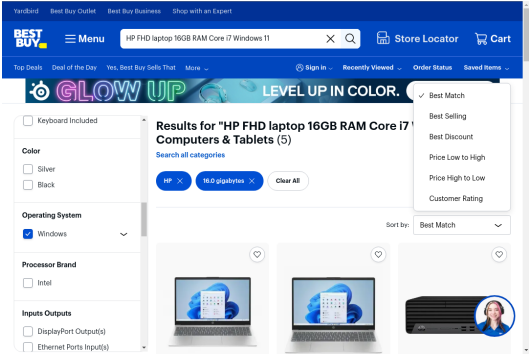 Yardbird Best Buy Outlet Best Buy Business Shop with an Expert
BEST BUY
Menu
HP FHD laptop 16GB RAM Core i7 Windows 11
Store Locator
Cart
Top Deals Deal of the Day Yes, Best Buy Sells That More
Sign in Recently Viewed Order Status Saved Items
GLOW UP
LEVEL UP IN COLOR.
Keyboard Included
Color
Silver
Black
Operating System
Windows
Processor Brand
Intel
Inputs Outputs
DisplayPort Output(s)
Ethernet Ports Input(s)
Results for "HP FHD laptop 16GB RAM Core i7
Computers & Tablets (5)
Search all categories
HP
16.0 gigabytes
Clear All
Best Match
Best Selling
Best Discount
Price Low to High
Price High to Low
Customer Rating
Sort by: Best Match